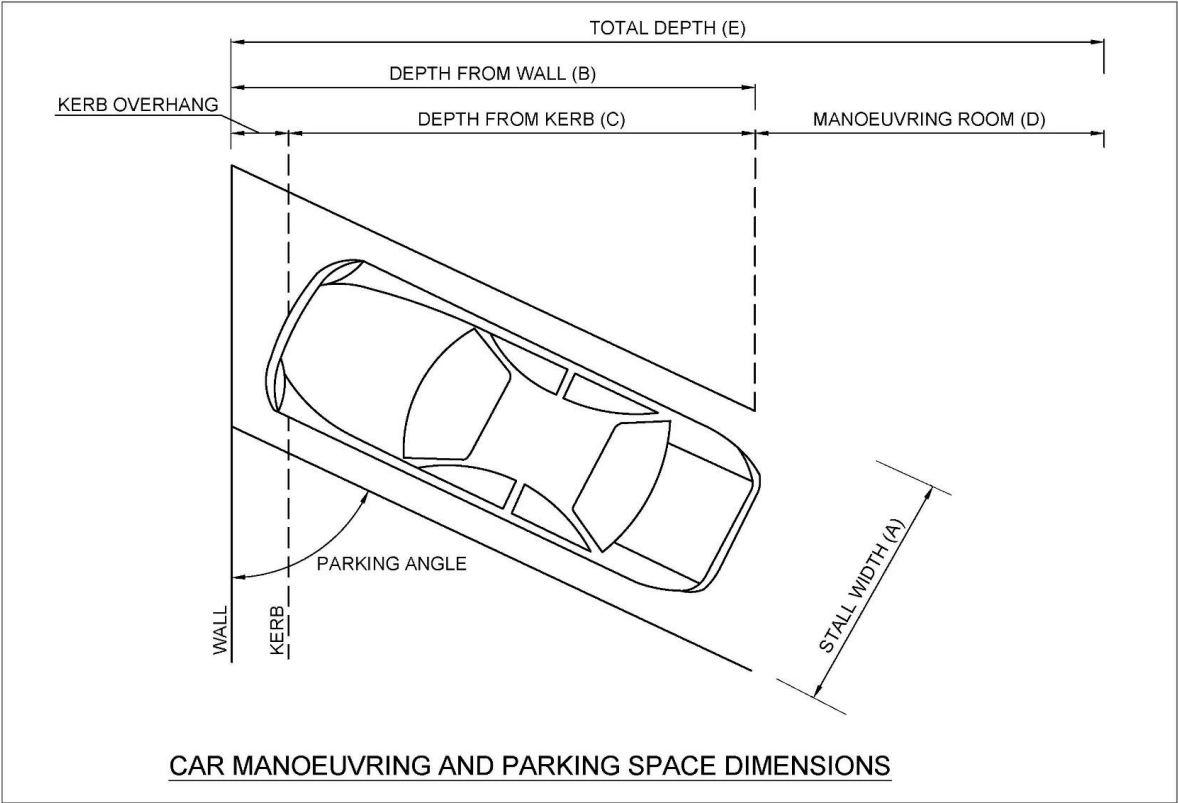 TOTAL DEPTH (E)
DEPTH FROM WALL (B)
KERB OVERHANG
DEPTH FROM KERB (C)
MANOEUVRING ROOM (D)
PARKING ANGLE
STALL WIDTH (A)
WALL
KERB
CAR MANOEUVRING AND PARKING SPACE DIMENSIONS